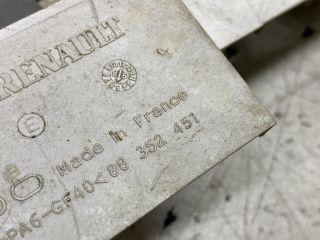 RENAULT
E
Made in France
PA6-GF40< 88 352 451